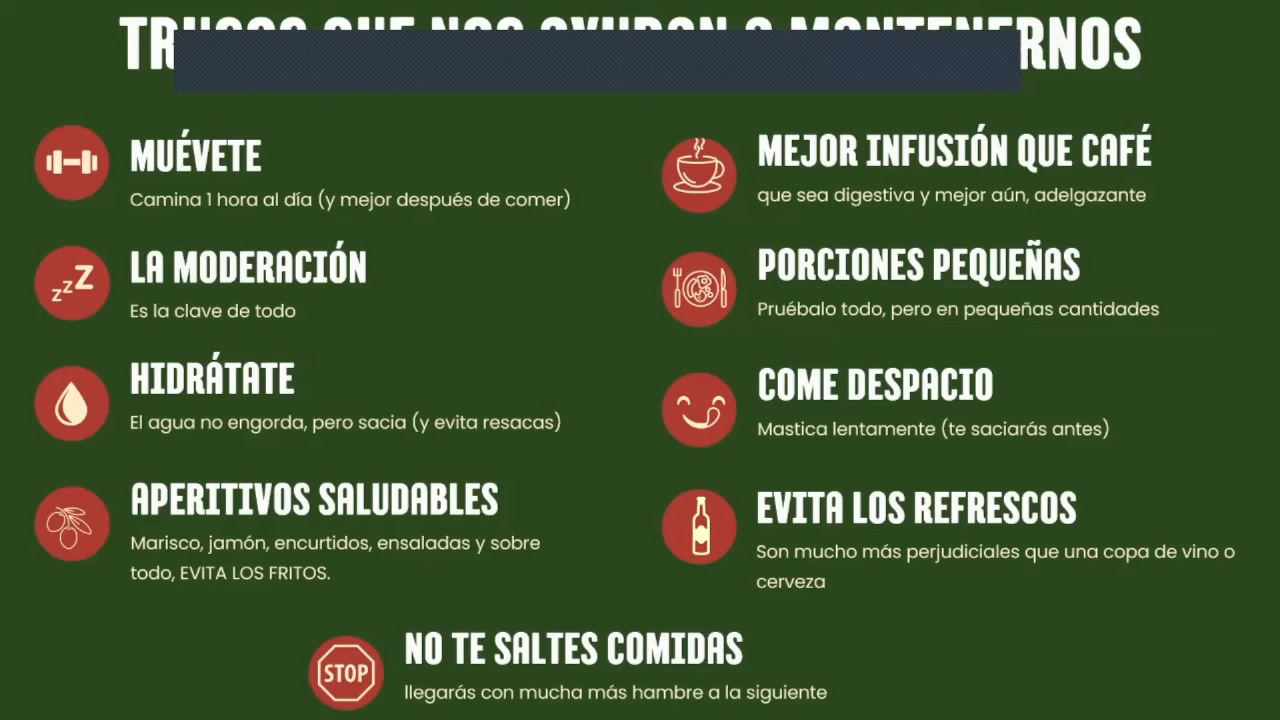 MUÉVETE
Camina 1 hora al día (y mejor después de comer)
LA MODERACIÓN
Es la clave de todo
HIDRÁTATE
El agua no engorda, pero sacia (y evita resacas)
APERITIVOS SALUDABLES
Marisco, jamón, encurtidos, ensaladas y sobre
todo, EVITA LOS FRITOS.
MEJOR INFUSIÓN QUE CAFÉ
que sea digestiva y mejor aún, adelgazante
PORCIONES PEQUEÑAS
Pruébalo todo, pero en pequeñas cantidades
COME DESPACIO
Mastica lentamente (te saciarás antes)
EVITA LOS REFRESCOS
Son mucho más perjudiciales que una copa de vino o
cerveza
zzZ
STOP
NO TE SALTES COMIDAS
llegarás con mucha más hambre a la siguiente